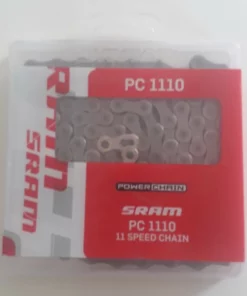 PC 1110
SRAM
POWERCHAIN
SRAM
PC 1110
11 SPEED CHAIN